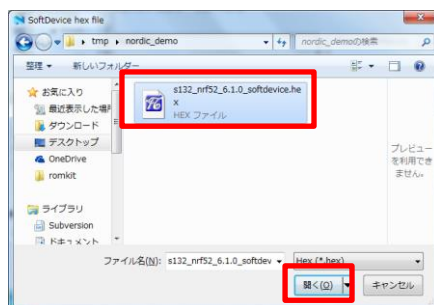 SoftDevice hex file
tmp ▸ nordic_demo
nordic_demoの検索
整理 ▼ 新しいフォルダー
お気に入り
最近表示した場所
ダウンロード
デスクトップ
OneDrive
romkit
ライブラリ
Subversion
ドキュメント
s132_nrf52_6.1.0_softdevice.he
x
HEX ファイル
プレビュー
を利用でき
ません。
ファイル名(N): s132_nrf52_6.1.0_softdev
Hex (*.hex)
開く(O)
キャンセル